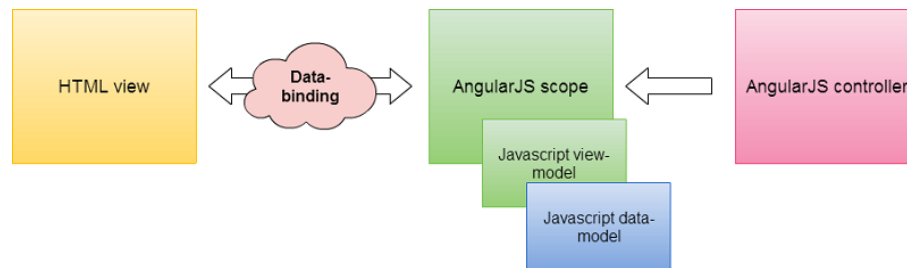 HTML view
Data-
binding
AngularJS scope
AngularJS controller
Javascript view-
model
Javascript data-
model